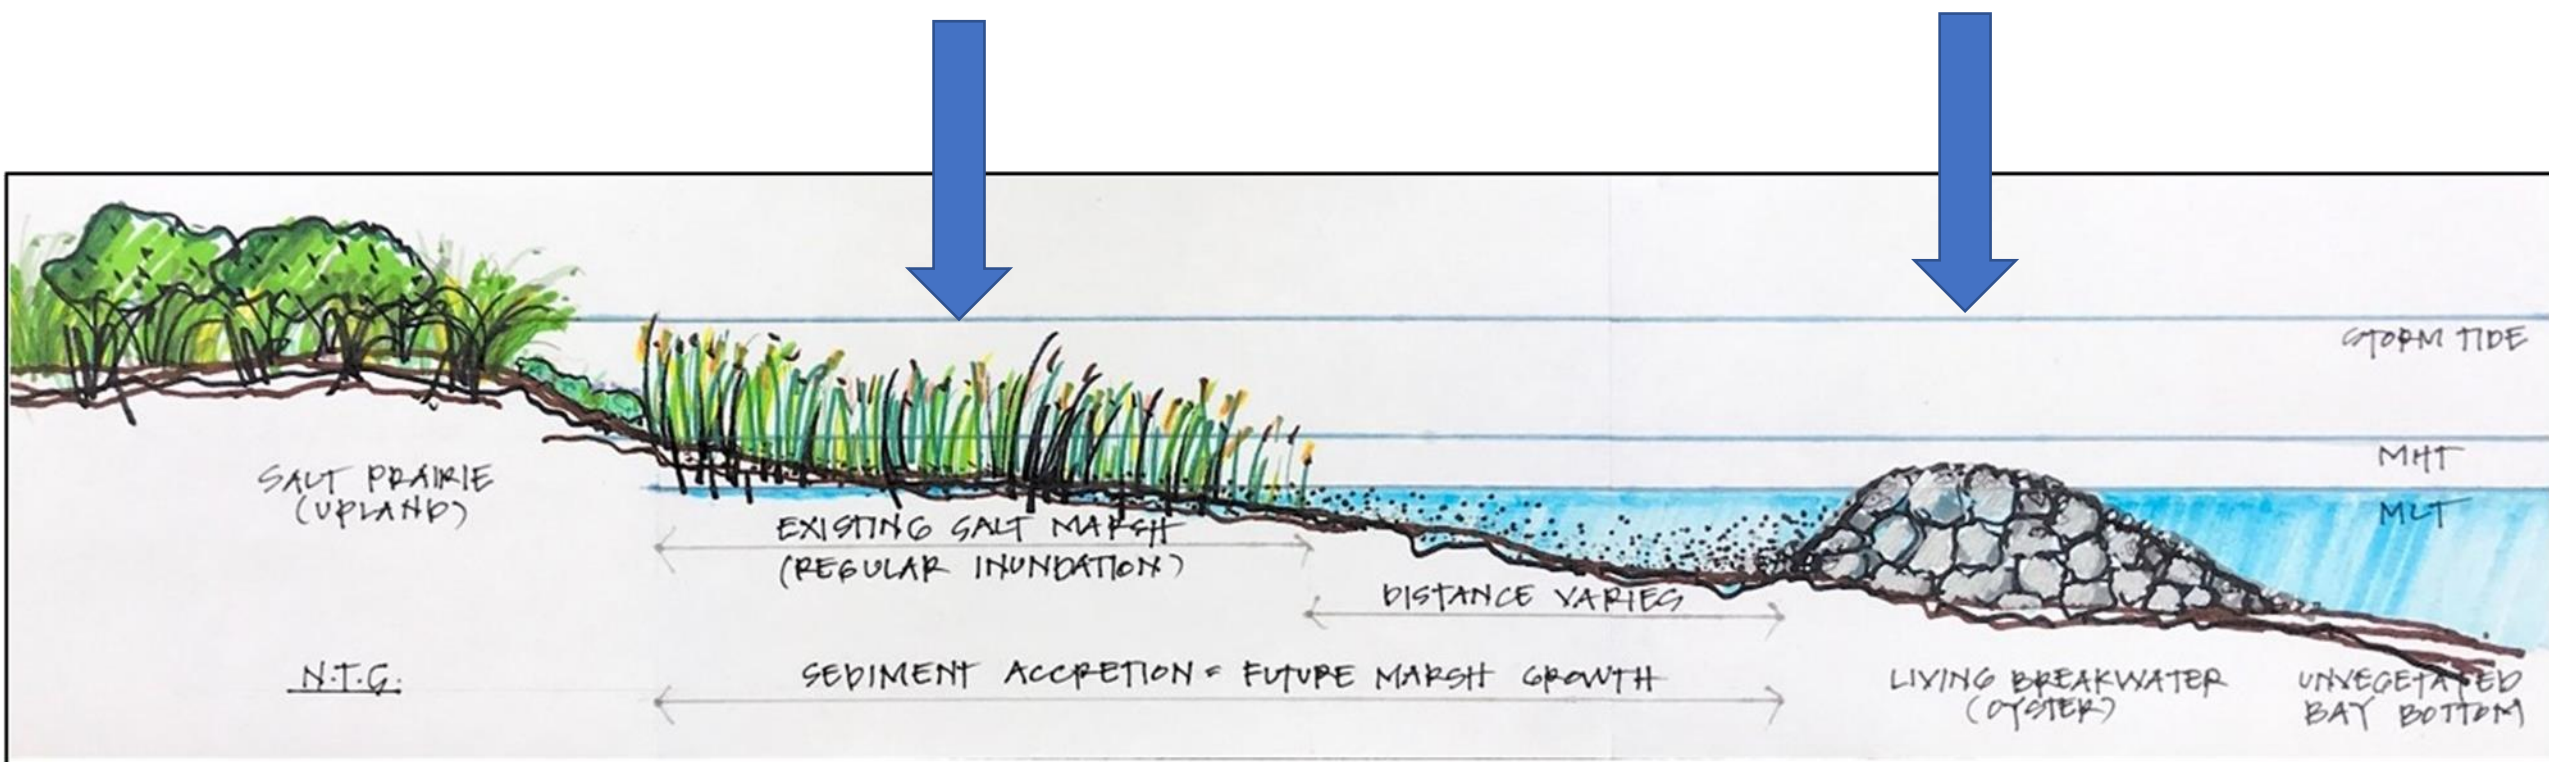 STORM TIDE
MHT
MLT
SALT PRAIRIE
(UPLAND)
EXISTING SALT MARSH
(REGULAR INUNDATION)
DISTANCE VARIES
N.T.G.
SEDIMENT ACCRETION = FUTURE MARSH GROWTH
LIVING BREAKWATER
(OYSTER)
UNVEGETATED
BAY BOTTOM